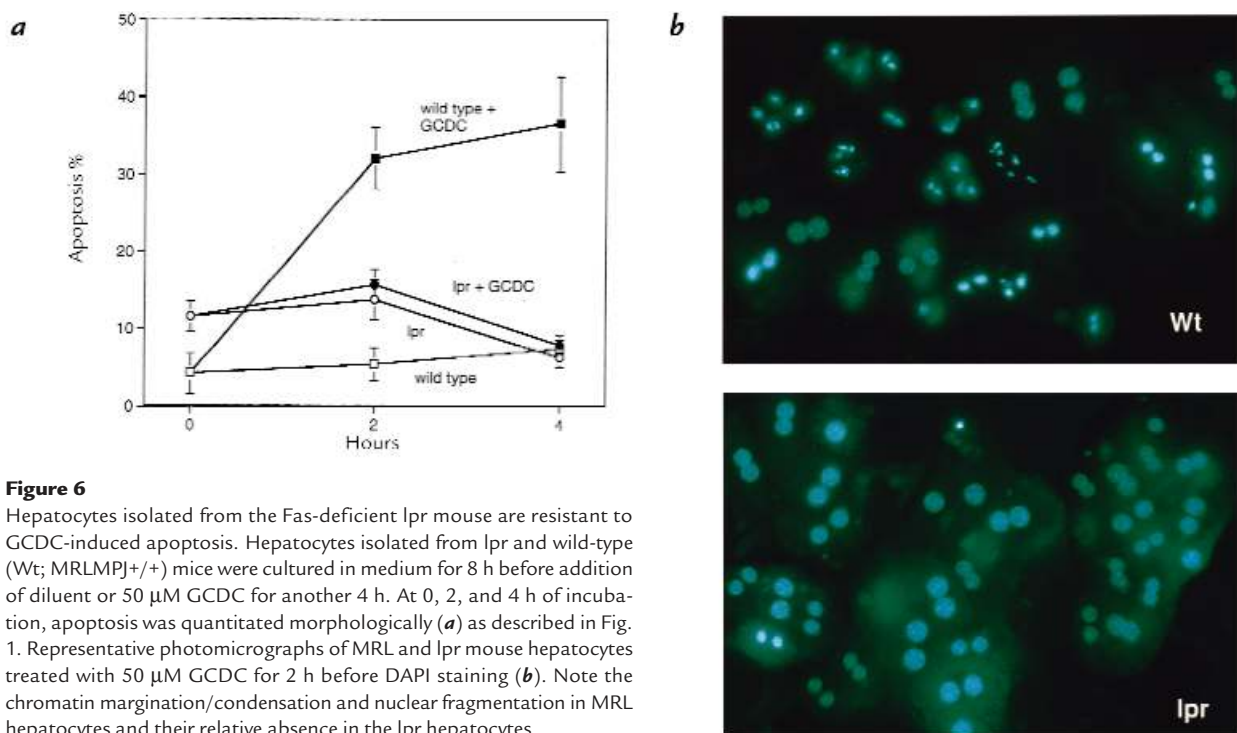 a
50
40
30
20
10
0
Apoptosis %
wild type +
GCDC
lpr + GCDC
lpr
wild type
0
2
4
Hours
b
Wt
lpr
Figure 6
Hepatocytes isolated from the Fas-deficient lpr mouse are resistant to
GCDC-induced apoptosis. Hepatocytes isolated from lpr and wild-type
(Wt; MRLMPJ+/+) mice were cultured in medium for 8 h before addition
of diluent or 50 μM GCDC for another 4 h. At 0, 2, and 4 h of incuba-
tion, apoptosis was quantitated morphologically (a) as described in Fig.
1. Representative photomicrographs of MRL and lpr mouse hepatocytes
treated with 50 μM GCDC for 2 h before DAPI staining (b). Note the
chromatin margination/condensation and nuclear fragmentation in MRL
hepatocytes and their relative absence in the lpr hepatocytes